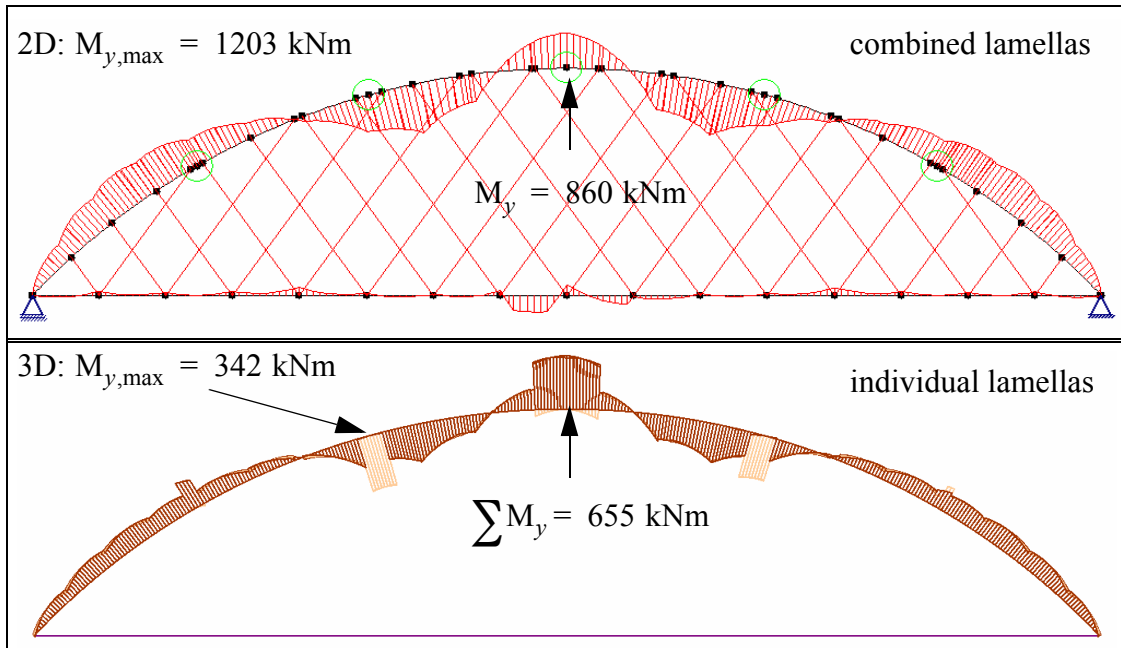 2D: My,max = 1203 kNm
combined lamellas
My = 860 kNm
3D: My,max = 342 kNm
individual lamellas
∑My = 655 kNm